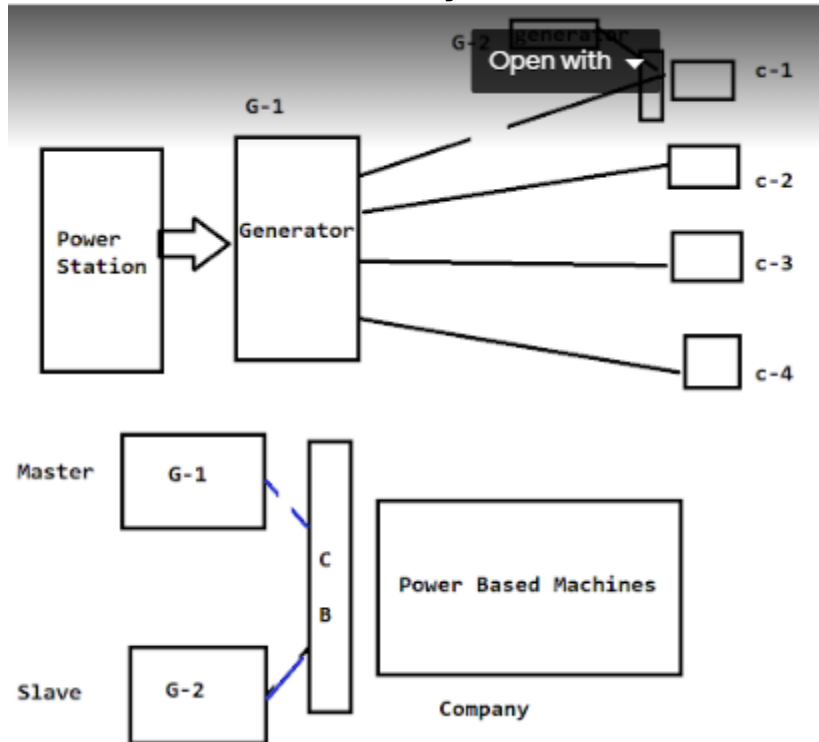 G-2 generator
Open with
c-1
G-1
c-2
Power
Station
Generator
c-3
c-4
Master
G-1
C
B
Power Based Machines
Slave
G-2
Company